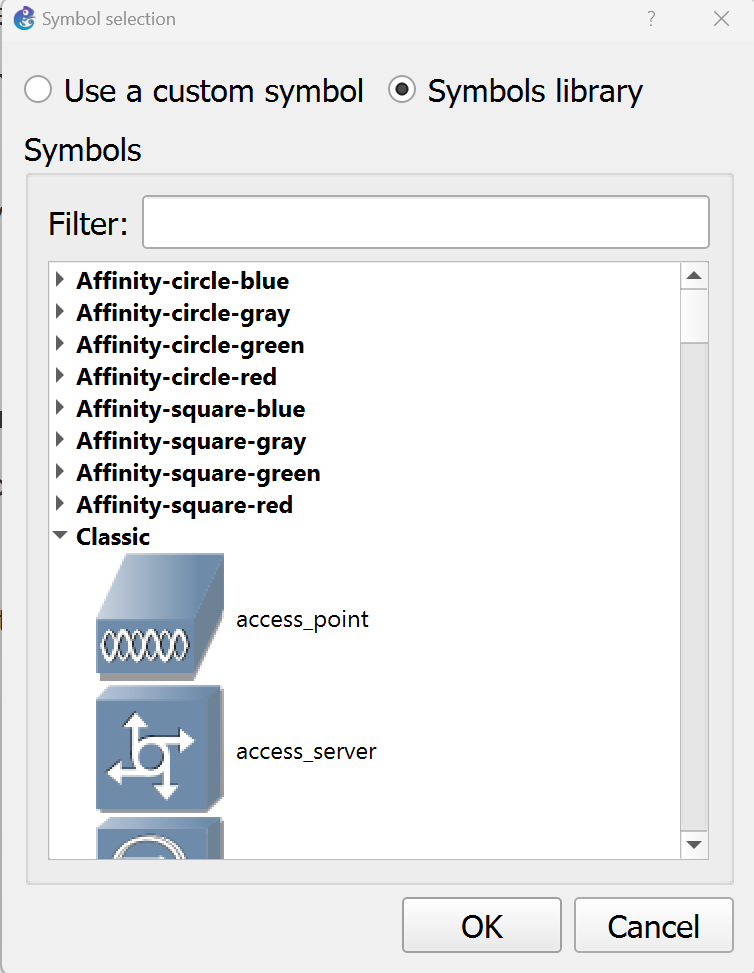 Symbol selection
Use a custom symbol Symbols library
Symbols
Filter:
Affinity-circle-blue
Affinity-circle-gray
Affinity-circle-green
Affinity-circle-red
Affinity-square-blue
Affinity-square-gray
Affinity-square-green
Affinity-square-red
Classic
access_point
access_server
OK Cancel